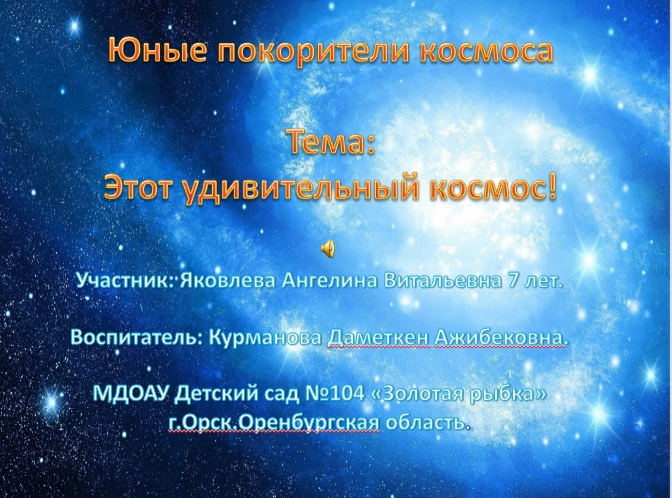 Юные покорители космоса
Тема:
Этот удивительный космос!
Участник: Яковлева Ангелина Витальевна 7 лет.
Воспитатель: Курманова Даметкен Ажибековна.
МДОАУ Детский сад №104 «Золотая рыбка»
г.Орск.Оренбургская область.